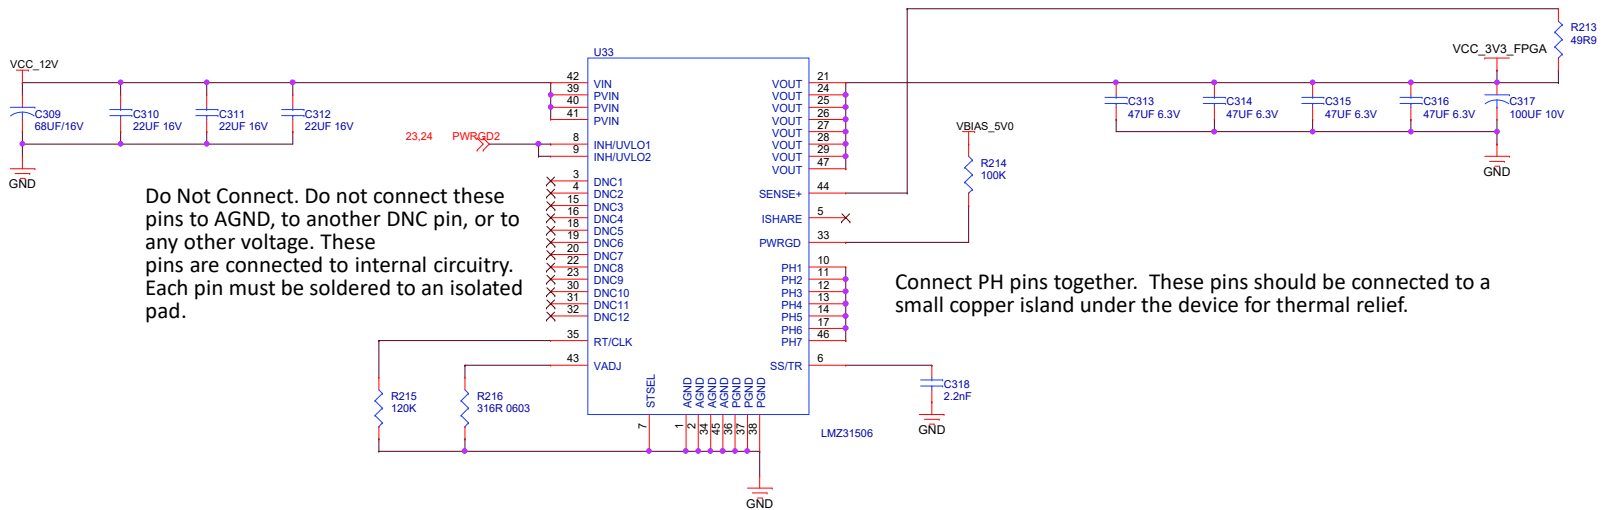 VCC_12V
C309
68UF/16V
C310
22UF 16V
C311
22UF 16V
C312
22UF 16V
GND
23,24
PWRGD2
Do Not Connect. Do not connect these
pins to AGND, to another DNC pin, or to
any other voltage. These
pins are connected to internal circuitry.
Each pin must be soldered to an isolated
pad.
U33
42 VIN
39 PVIN
40 PVIN
41 PVIN
8 INH/UVLO1
9 INH/UVLO2
3 DNC1
4 DNC2
15 DNC3
16 DNC4
18 DNC5
19 DNC6
20 DNC7
22 DNC8
23 DNC9
30 DNC10
31 DNC11
32 DNC12
35 RT/CLK
43 VADJ
R215
120K
R216
316R 0603
STSEL 7
AGND 1
AGND 2
AGND 34
AGND 45
PGND 36
PGND 37
PGND 38
GND
VOUT 21
VOUT 24
VOUT 25
VOUT 26
VOUT 27
VOUT 28
VOUT 29
VOUT 47
SENSE+ 44
ISHARE 5
PWRGD 33
PH1 10
PH2 11
PH3 12
PH4 13
PH5 14
PH6 17
PH7 46
SS/TR 6
LMZ31506
C318
2.2nF
GND
VBIAS_5V0
R214
100K
Connect PH pins together.  These pins should be connected to a
small copper island under the device for thermal relief.
C313
47UF 6.3V
C314
47UF 6.3V
C315
47UF 6.3V
C316
47UF 6.3V
C317
100UF 10V
VCC_3V3_FPGA
R213
49R9
GND